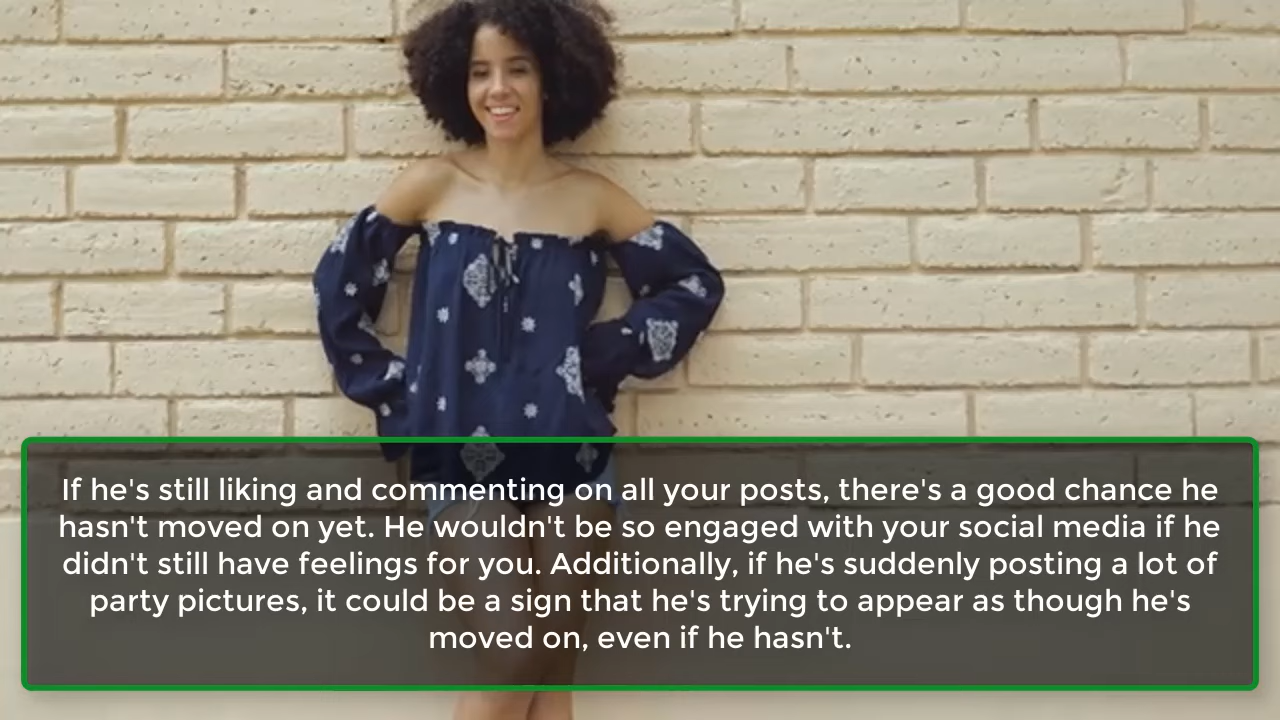 If he's still liking and commenting on all your posts, there's a good chance he
hasn't moved on yet. He wouldn't be so engaged with your social media if he
didn't still have feelings for you. Additionally, if he's suddenly posting a lot of
party pictures, it could be a sign that he's trying to appear as though he's
moved on, even if he hasn't.